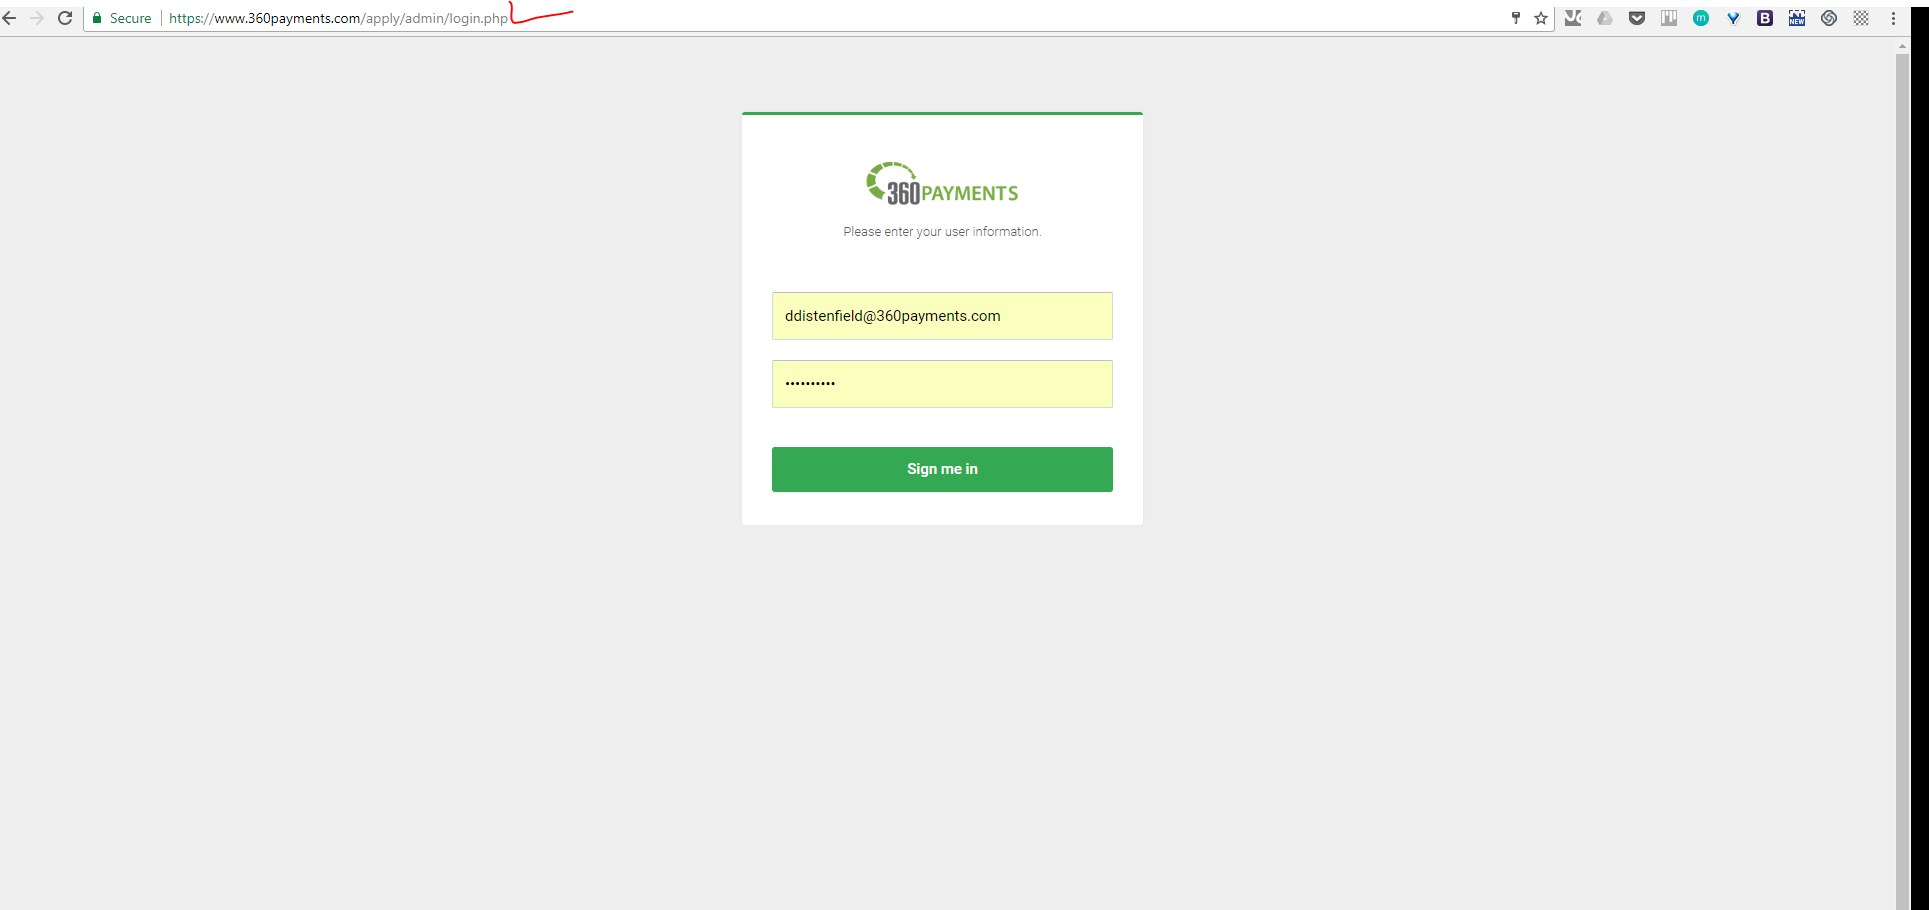 Secure https://www.360payments.com/apply/admin/login.php
m B NEW
360PAYMENTS
Please enter your user information.
ddistenfield@360payments.com
••••••••••
Sign me in